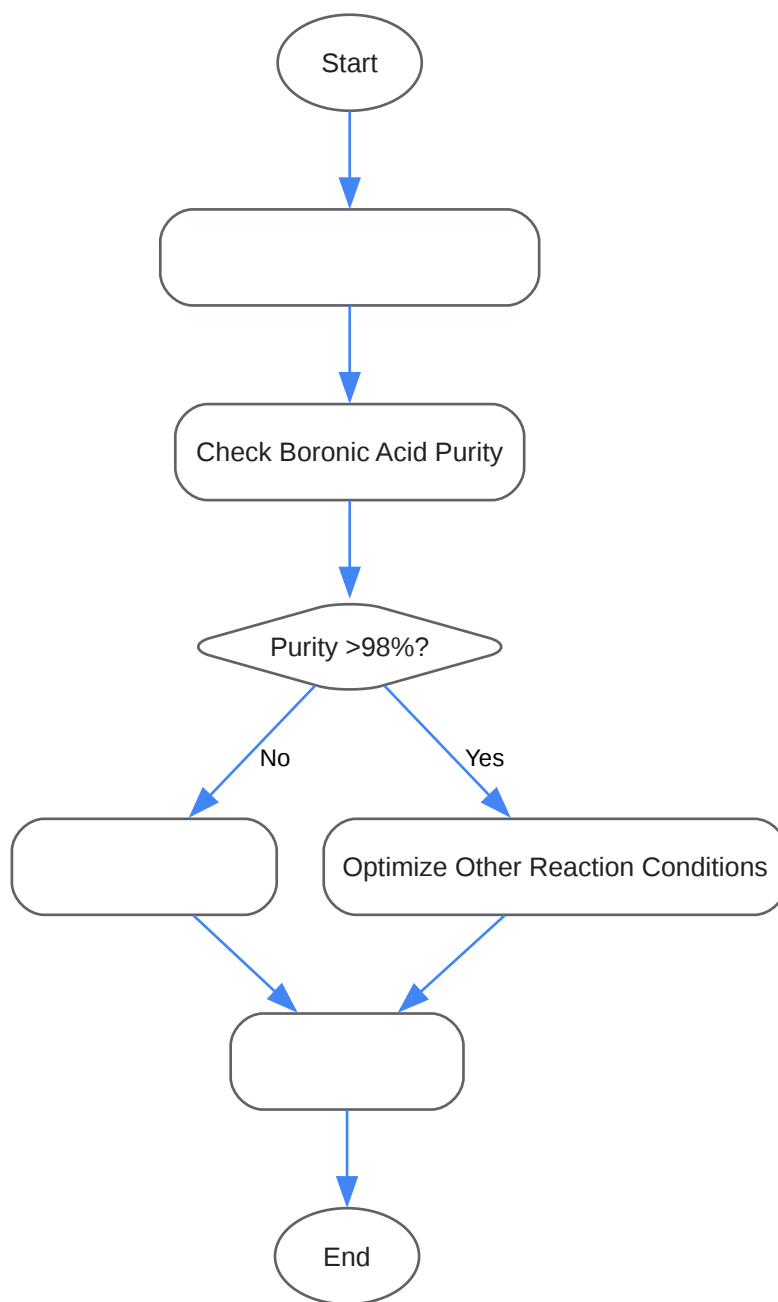 Start
Check Boronic Acid Purity
Purity >98%?
No
Yes
Optimize Other Reaction Conditions
End